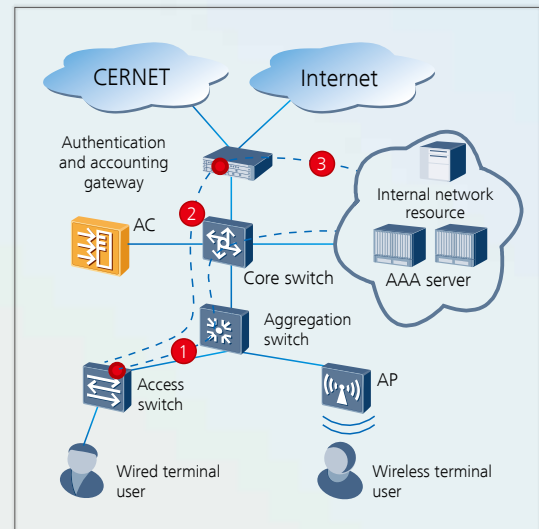 CERNET
Internet
Authentication
and accounting
gateway
3
Internal network
resource
2
AC
AAA server
Core switch
Aggregation
switch
1
Access
switch
AP
Wired terminal
user
Wireless terminal
user